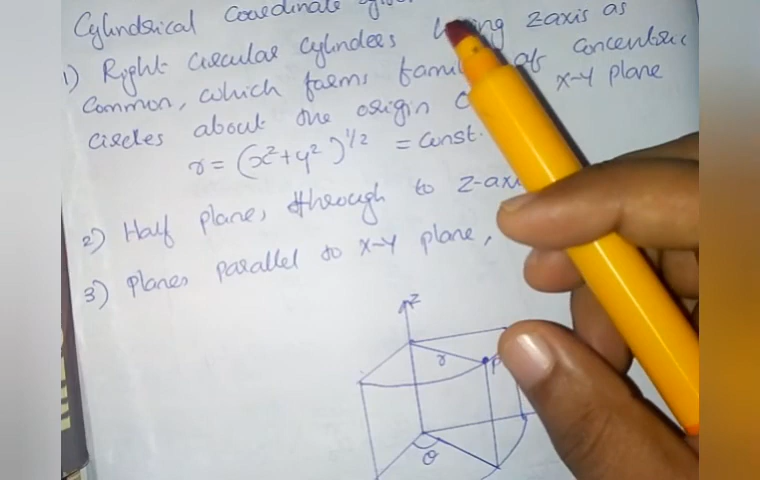 Cylindrical Coordinate
1) Right circular cylinders z axis as
Common, which forms of concentric
circles about the origin x-y plane
r = (x²+y²)^1/2 = Const.
2) Half plane, through to z-axi
3) planes parallel to x-y plane,
z
r
P
θ